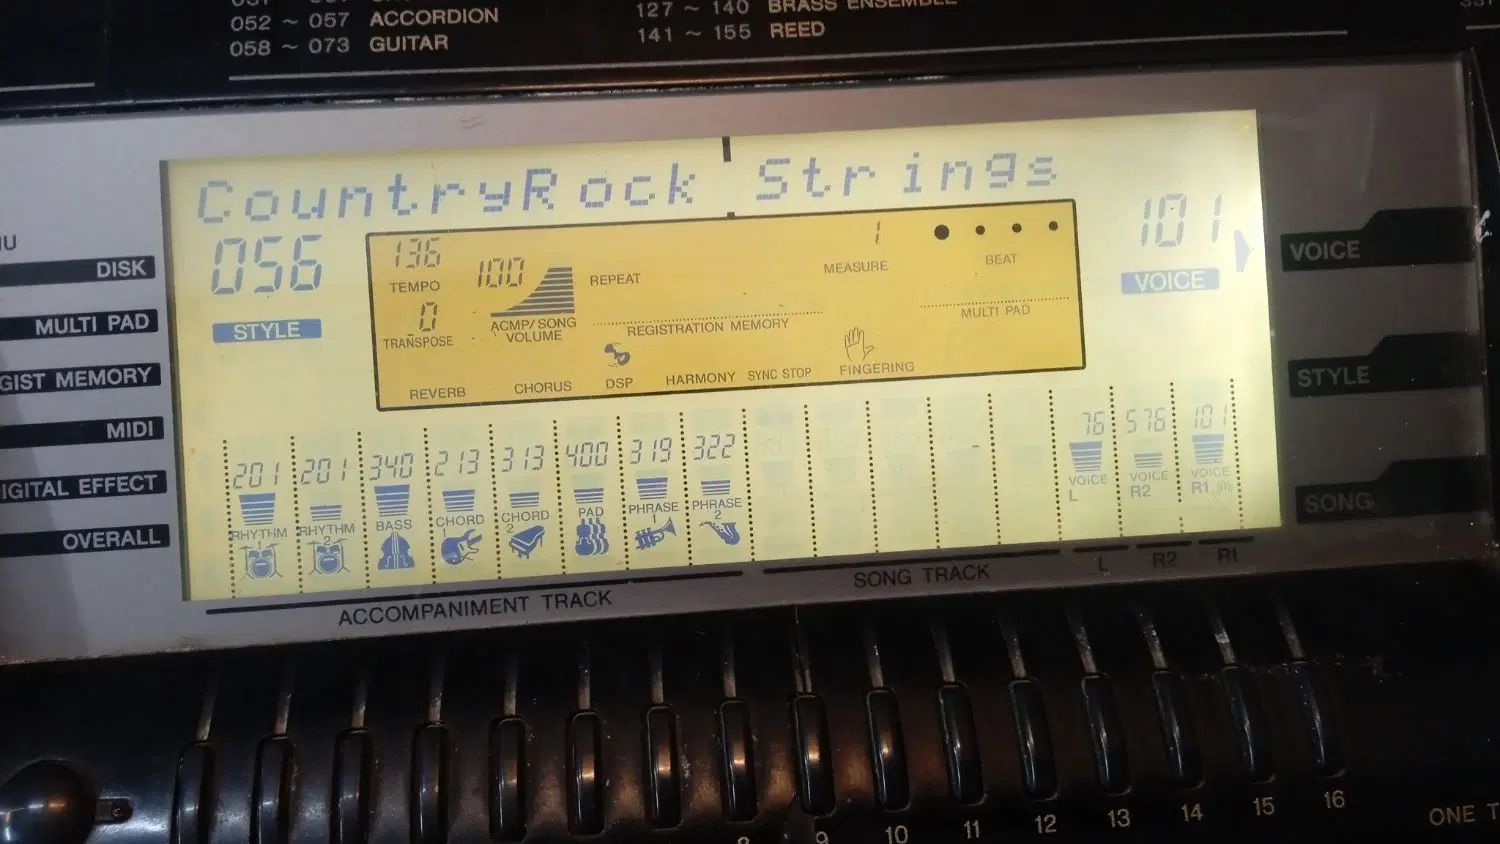 052 ~ 057 ACCORDION
058 ~ 073 GUITAR
127 ~ 140 BRASS ENSEMBLE
141 ~ 155 REED
CountryRock Strings
056
STYLE
136
TEMPO
0
TRANSPOSE
100
ACMP/SONG
VOLUME
REPEAT
1
MEASURE
BEAT
REGISTRATION MEMORY
MULTI PAD
REVERB
CHORUS
DSP
HARMONY
SYNC STOP
FINGERING
101
VOICE
DISK
MULTI PAD
GIST MEMORY
MIDI
IGITAL EFFECT
OVERALL
VOICE
STYLE
SONG
201 201 340 213 313 400 319 322 76 576 101
RHYTHM
RHYTHM
2
BASS
CHORD
1
CHORD
2
PAD
PHRASE
1
PHRASE
2
VOICE
L
VOICE
R2
VOICE
R1
ACCOMPANIMENT TRACK
SONG TRACK
L
R2
R1
8 9 10 11 12 13 14 15 16
ONE T